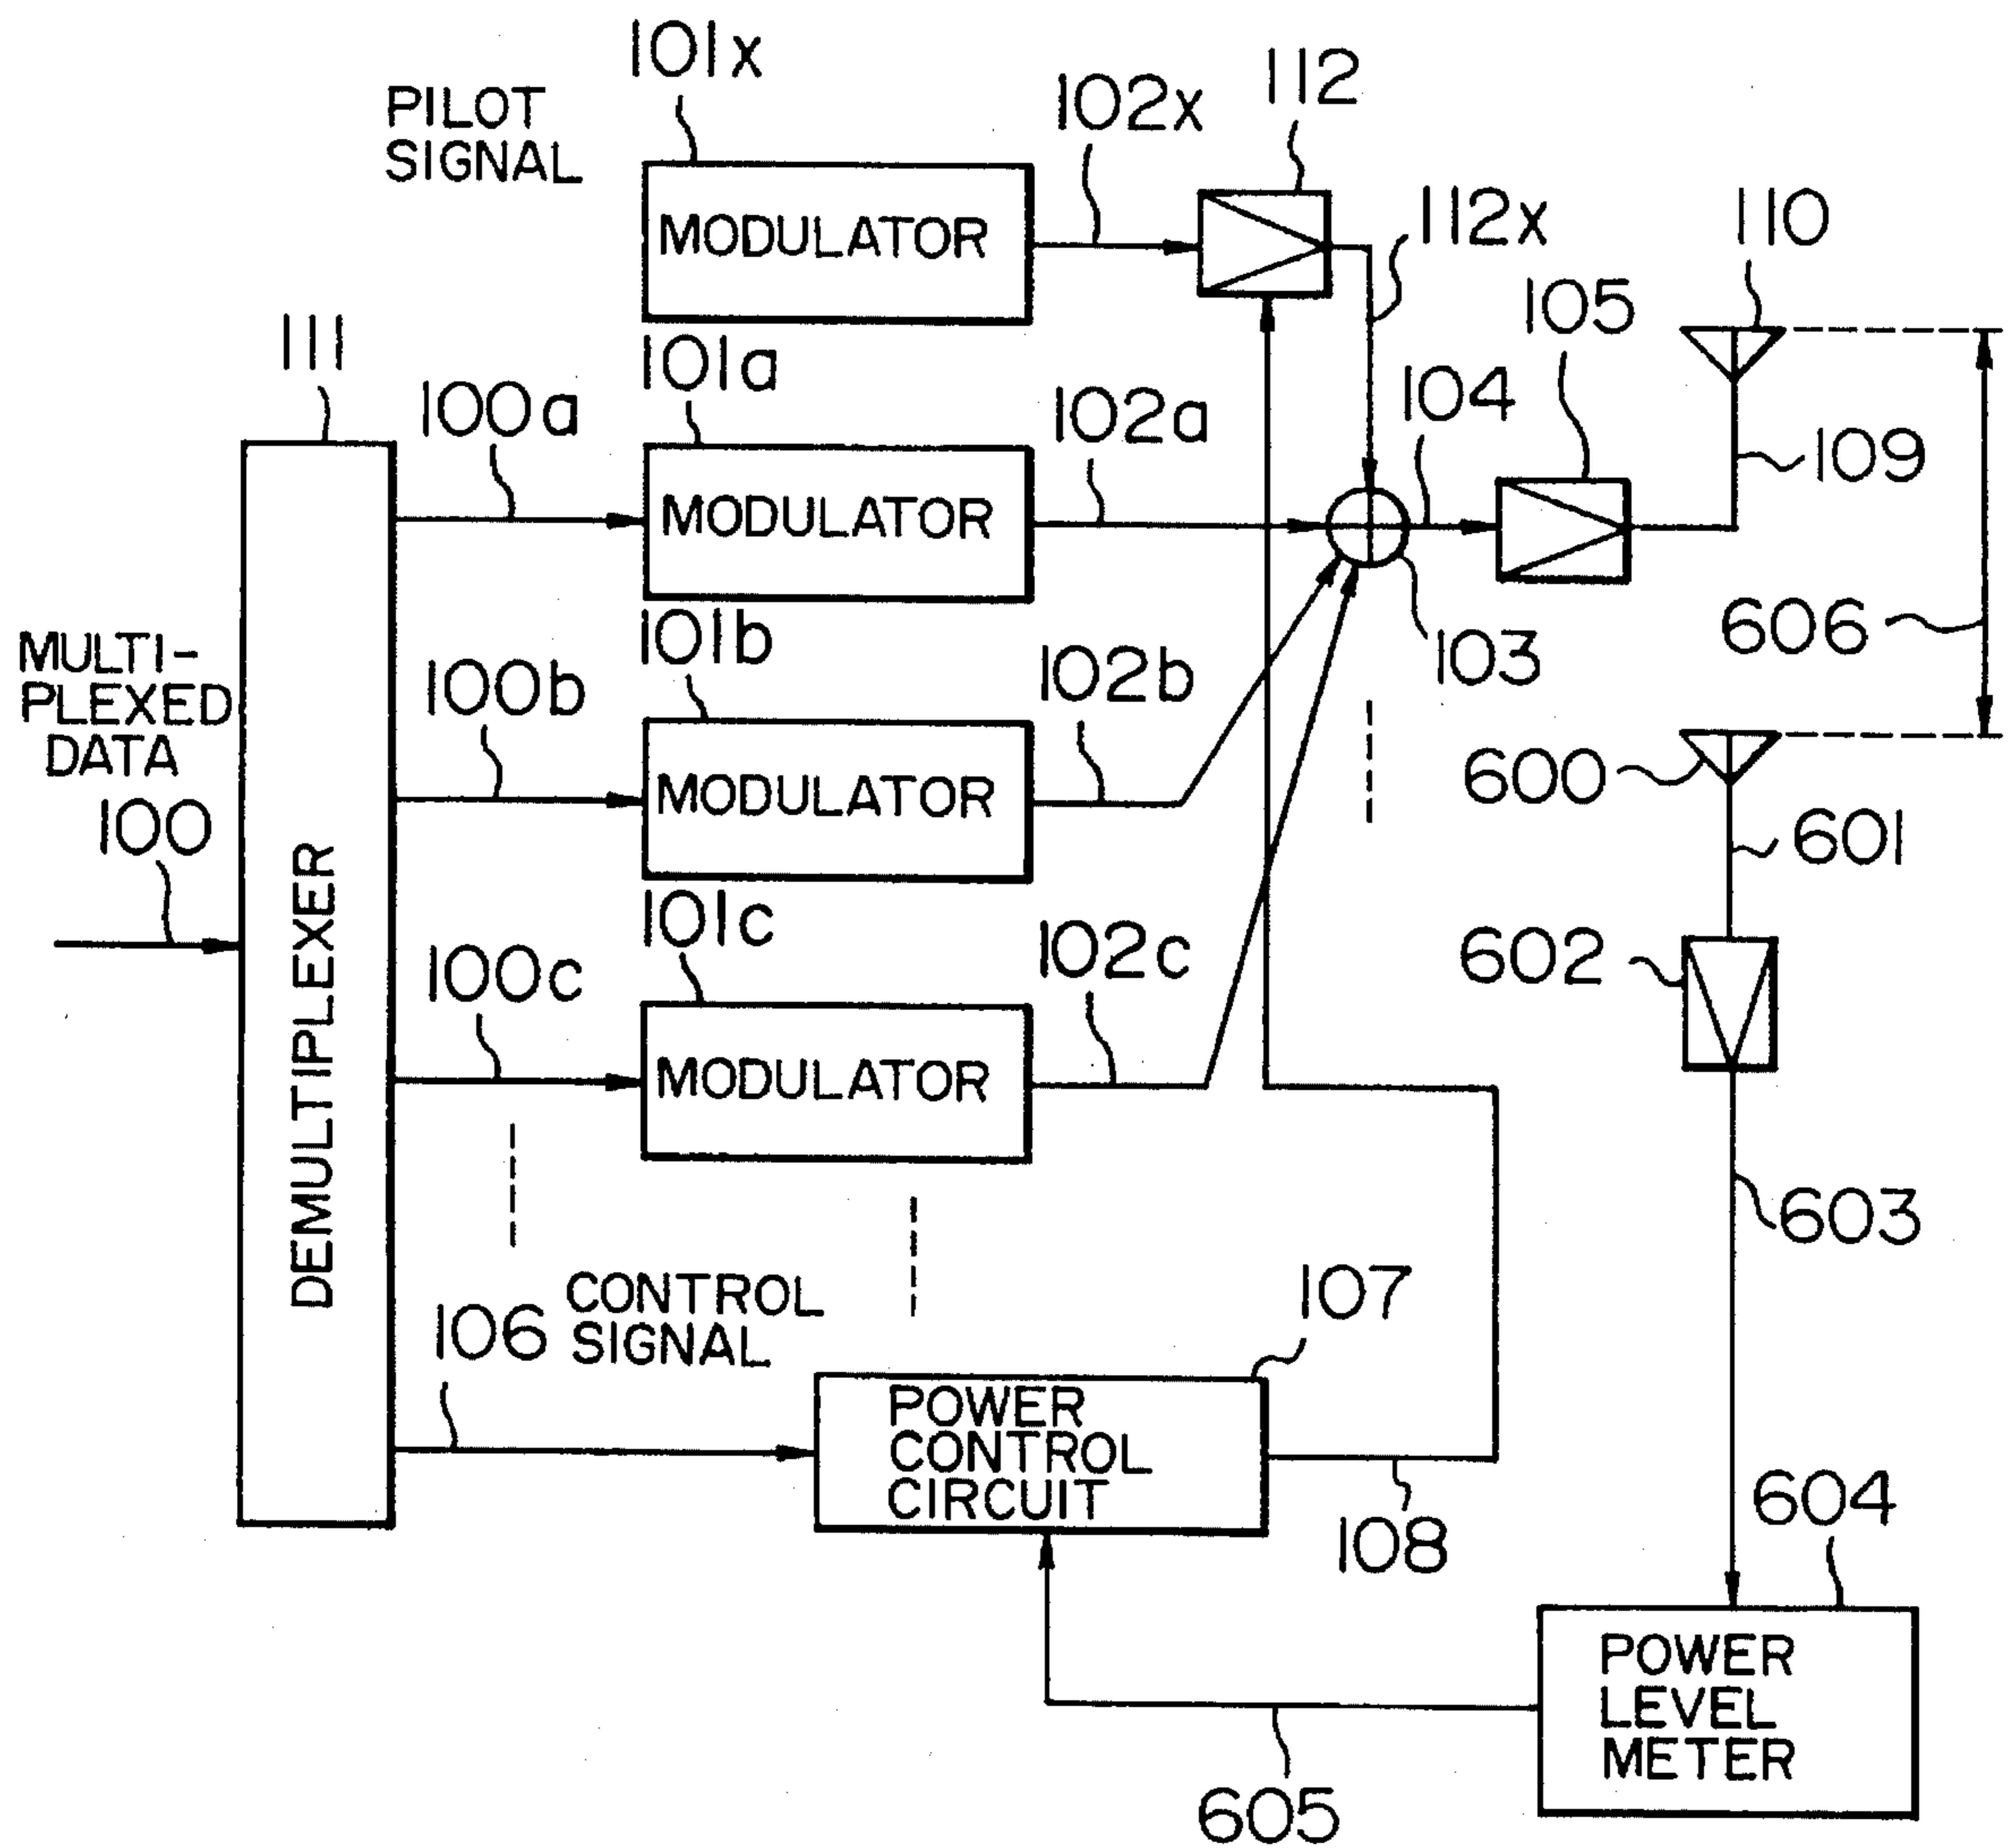 101x
PILOT
SIGNAL
102x
112
MODULATOR
112x
110
105
111
101a
100a
102a
104
109
MODULATOR
103
606
101b
100b
102b
MULTI-
PLEXED
DATA
100
MODULATOR
600
601
101c
100c
102c
602
MODULATOR
DEMULTIPLEXER
603
106
CONTROL
SIGNAL
107
POWER
CONTROL
CIRCUIT
108
604
POWER
LEVEL
METER
605